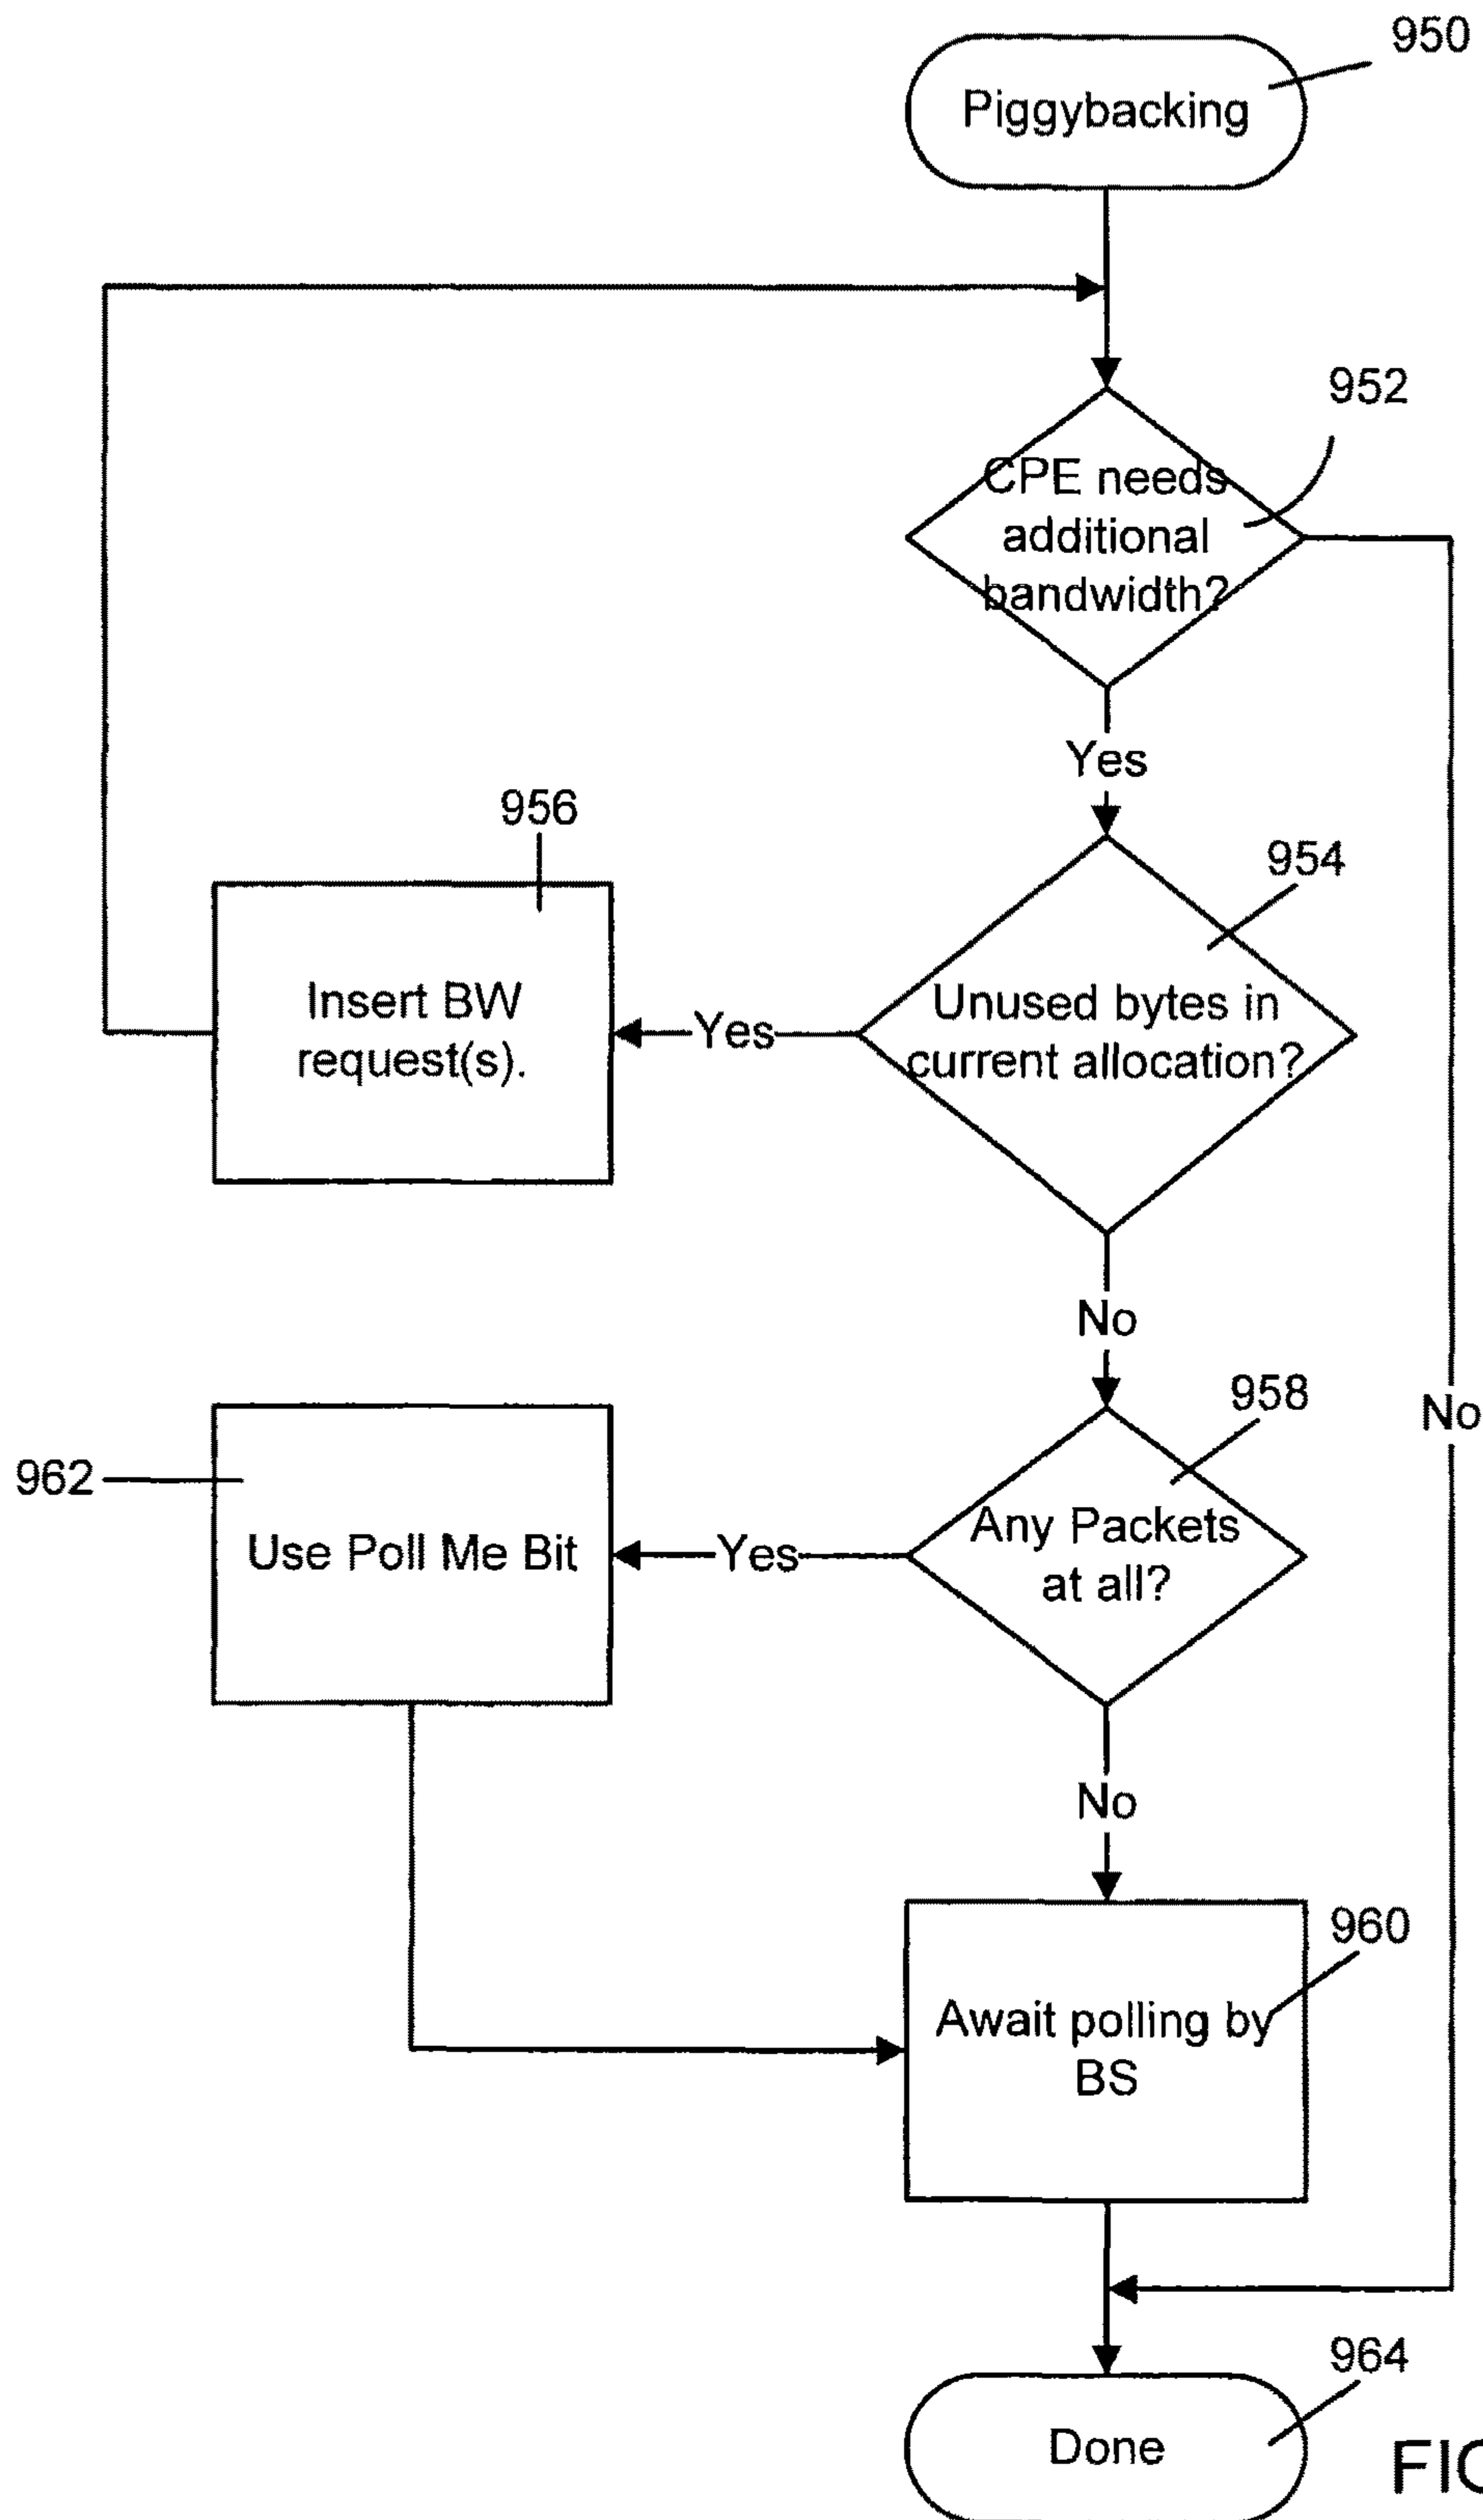 950
Piggybacking
952
CPE needs
additional
bandwidth?
Yes
956
954
Insert BW
request(s).
Yes
Unused bytes in
current allocation?
No
958
No
962
Use Poll Me Bit
Yes
Any Packets
at all?
No
960
Await polling by
BS
964
Done